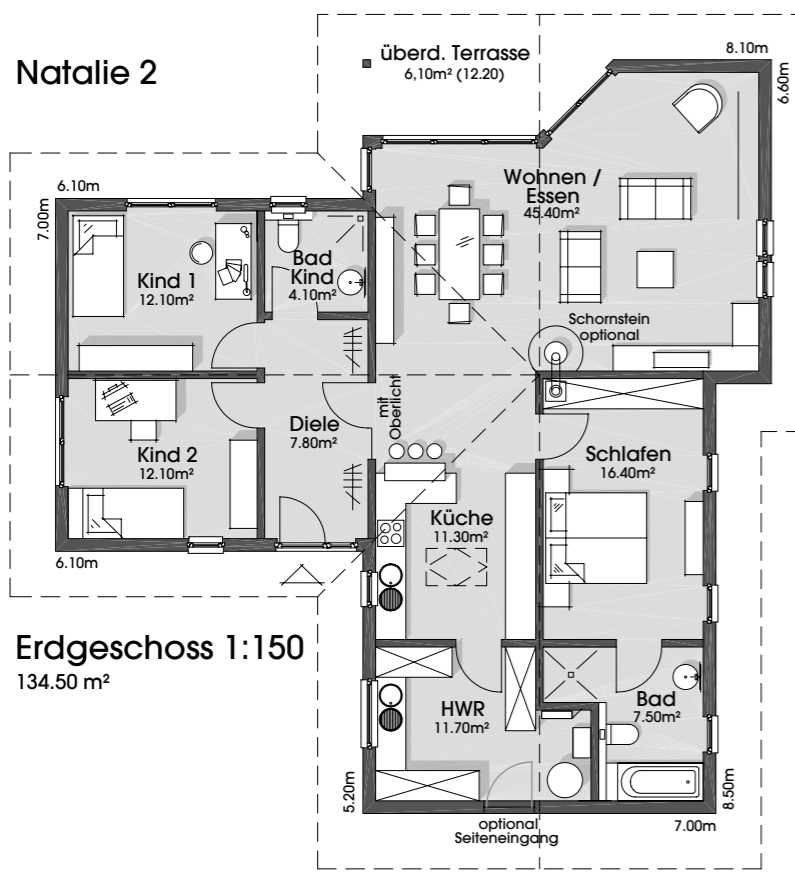 Natalie 2
überd. Terrasse
6,10m² (12.20)
8.10m
6.60m
6.10m
7.00m
Wohnen /
Essen
45.40m²
Bad
Kind
4.10m²
Kind 1
12.10m²
Schornstein
optional
mit
Oberlicht
Diele
7.80m²
Kind 2
12.10m²
Schlafen
16.40m²
Küche
11.30m²
6.10m
Erdgeschoss 1:150
134.50 m²
HWR
11.70m²
Bad
7.50m²
5.20m
8.50m
optional
Seiteneingang
7.00m